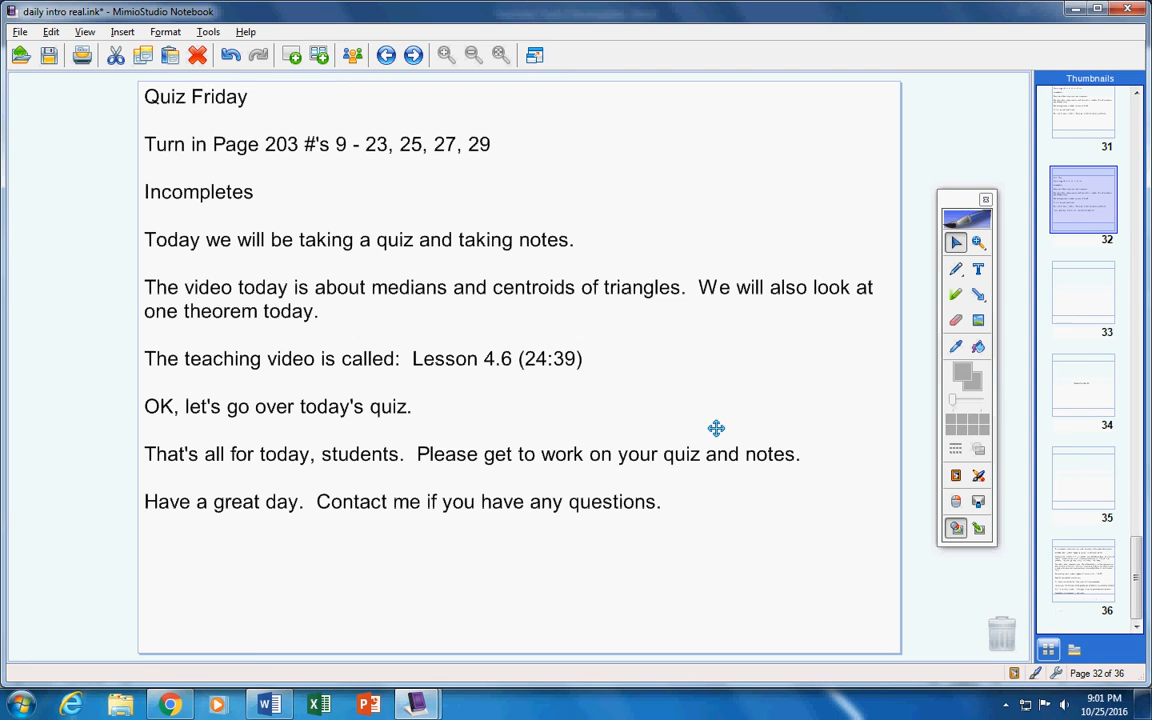 daily intro real.ink* - MimioStudio Notebook
File Edit View Insert Format Tools Help
Quiz Friday
Turn in Page 203 #'s 9 - 23, 25, 27, 29
Incompletes
Today we will be taking a quiz and taking notes.
The video today is about medians and centroids of triangles. We will also look at
one theorem today.
The teaching video is called: Lesson 4.6 (24:39)
OK, let's go over today's quiz.
That's all for today, students. Please get to work on your quiz and notes.
Have a great day. Contact me if you have any questions.
Thumbnails
31
32
33
34
35
36
Page 32 of 36
9:01 PM
10/25/2016